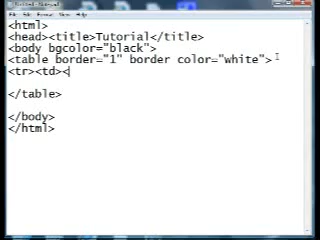 <html>
<head><title>Tutorial</title>
<body bgcolor="black">
<table border="1" border color="white">
<tr><td><
</table>
</body>
</html>